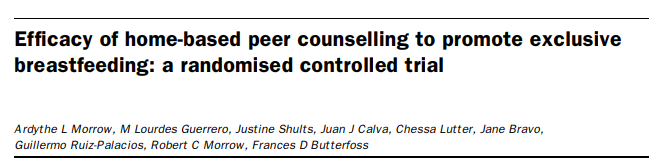 Efficacy of home-based peer counselling to promote exclusive
breastfeeding: a randomised controlled trial
Ardythe L Morrow, M Lourdes Guerrero, Justine Shults, Juan J Calva, Chessa Lutter, Jane Bravo,
Guillermo Ruiz-Palacios, Robert C Morrow, Frances D Butterfoss